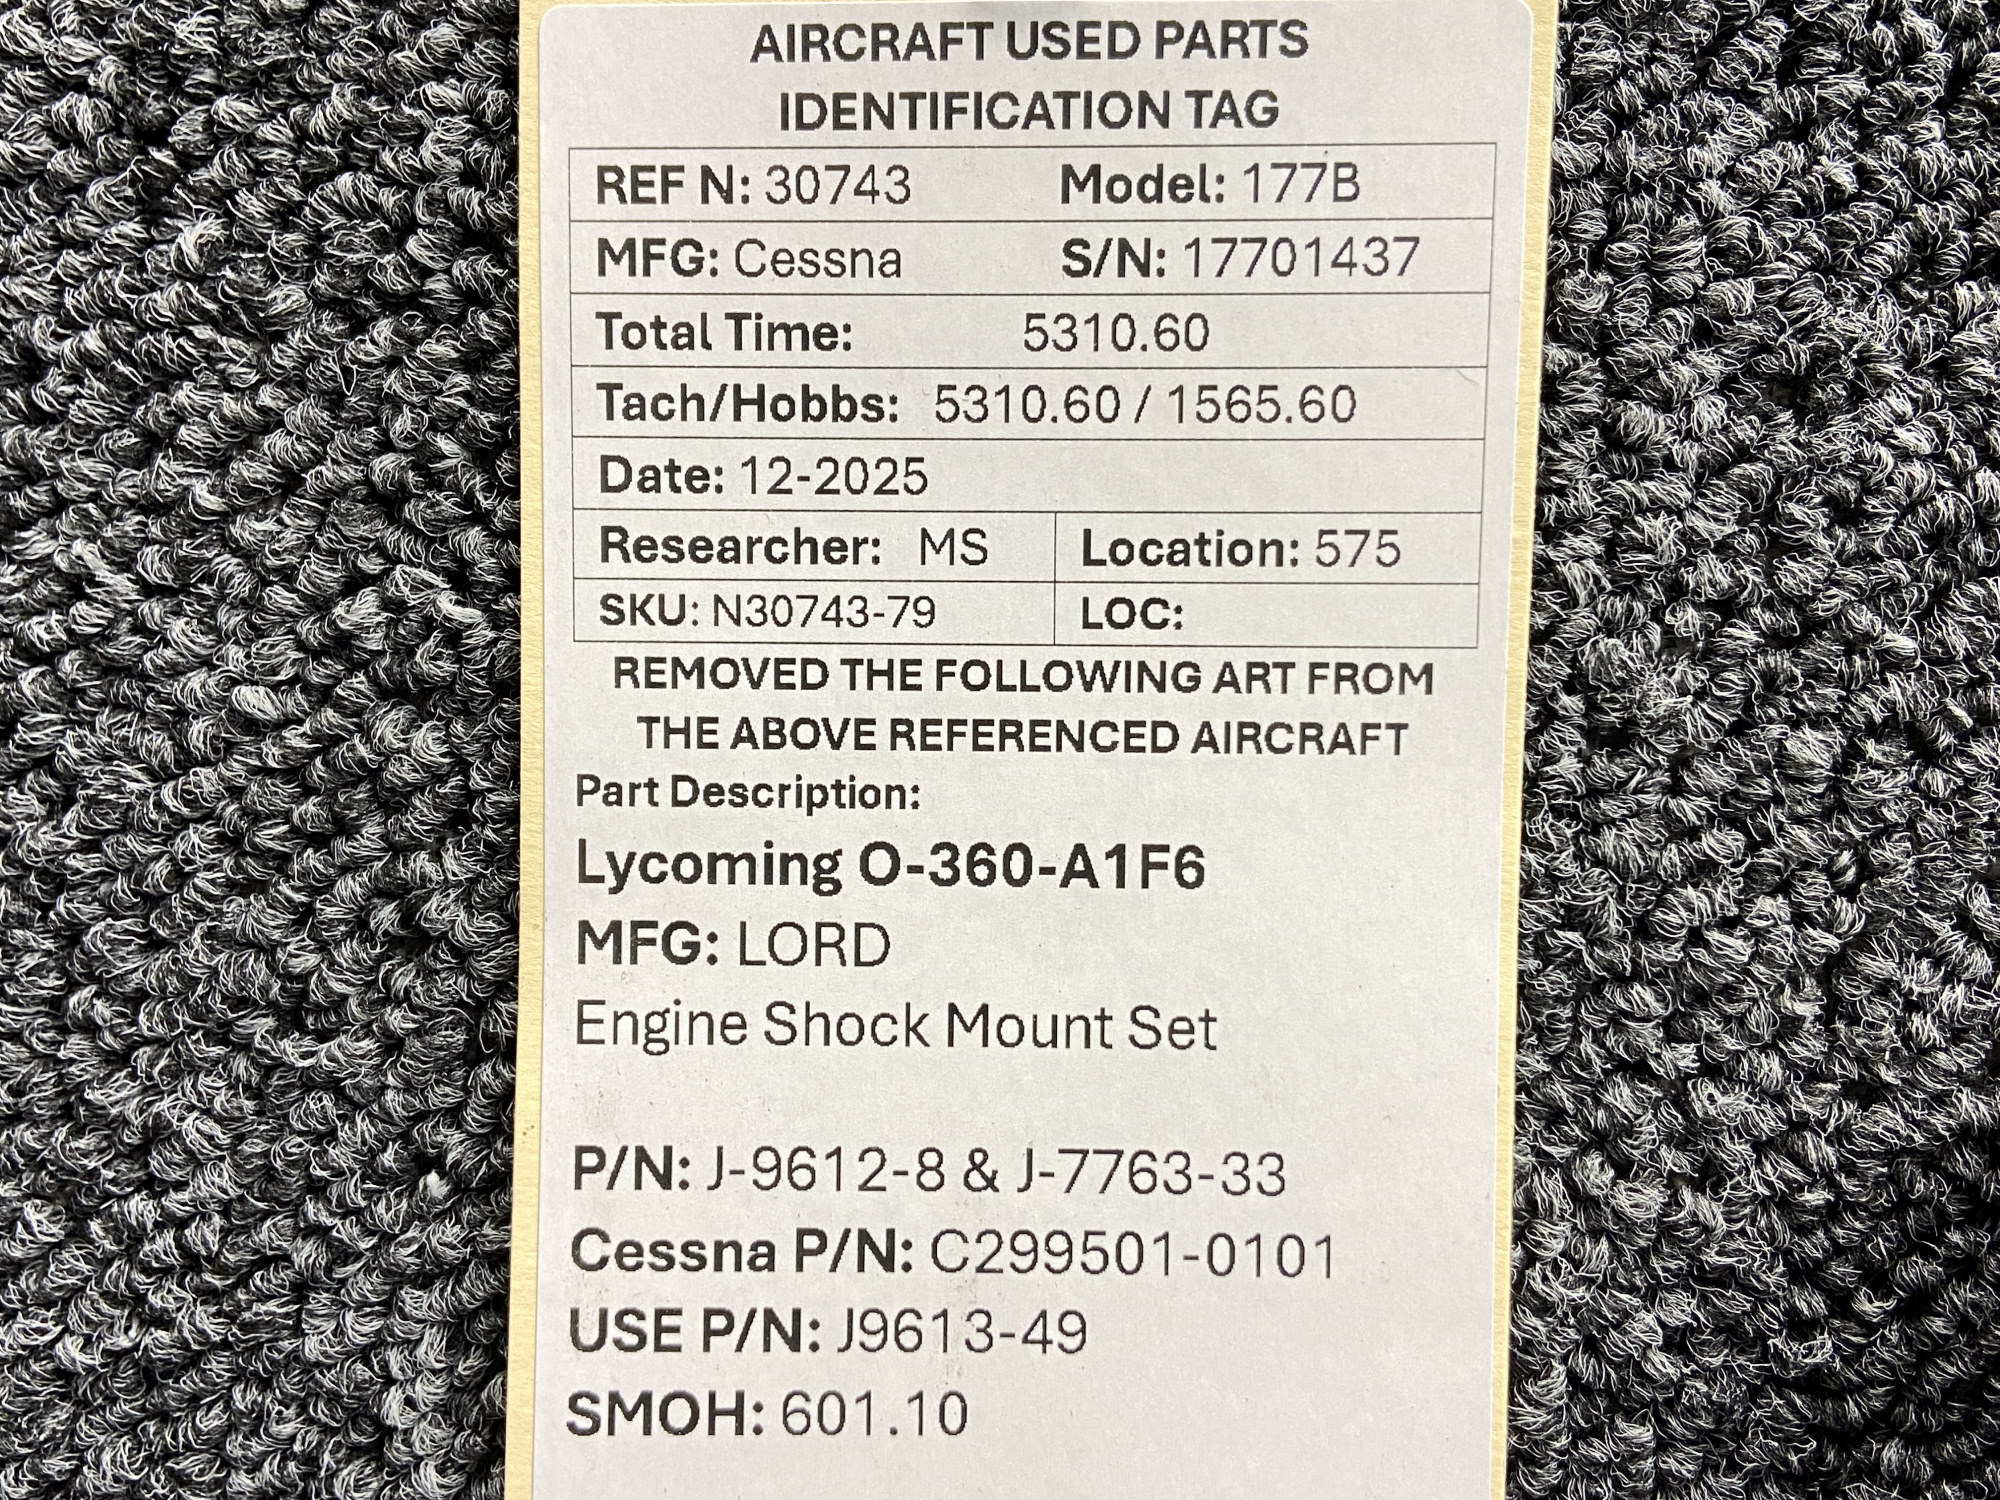 AIRCRAFT USED PARTS
IDENTIFICATION TAG
REF N: 30743 Model: 177B
MFG: Cessna S/N: 17701437
Total Time: 5310.60
Tach/Hobbs: 5310.60 / 1565.60
Date: 12-2025
Researcher: MS Location: 575
SKU: N30743-79 LOC:
REMOVED THE FOLLOWING ART FROM
THE ABOVE REFERENCED AIRCRAFT
Part Description:
Lycoming O-360-A1F6
MFG: LORD
Engine Shock Mount Set
P/N: J-9612-8 & J-7763-33
Cessna P/N: C299501-0101
USE P/N: J9613-49
SMOH: 601.10